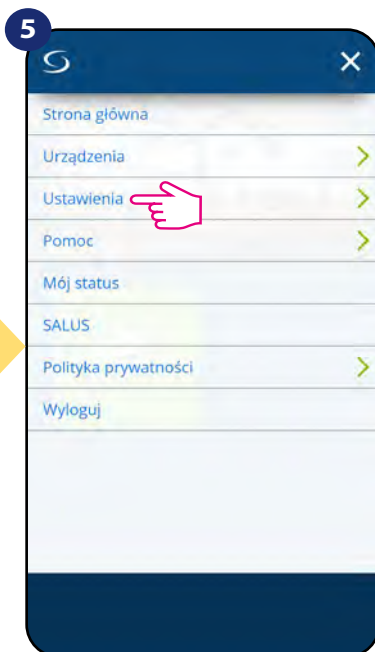 5
Strona główna
Urządzenia
Ustawienia
Pomoc
Mój status
SALUS
Polityka prywatności
Wyloguj